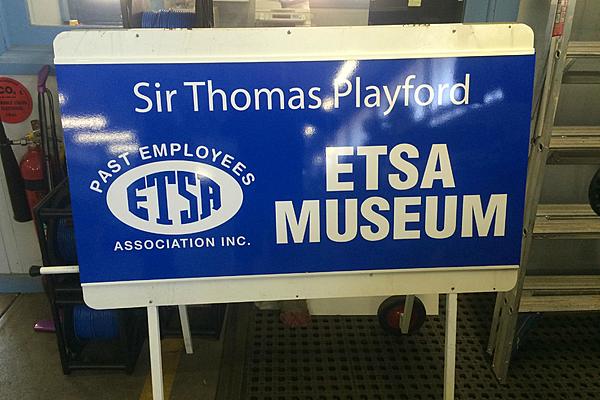 Sir Thomas Playford
PAST EMPLOYEES
ETSA
ASSOCIATION INC.
ETSA
MUSEUM